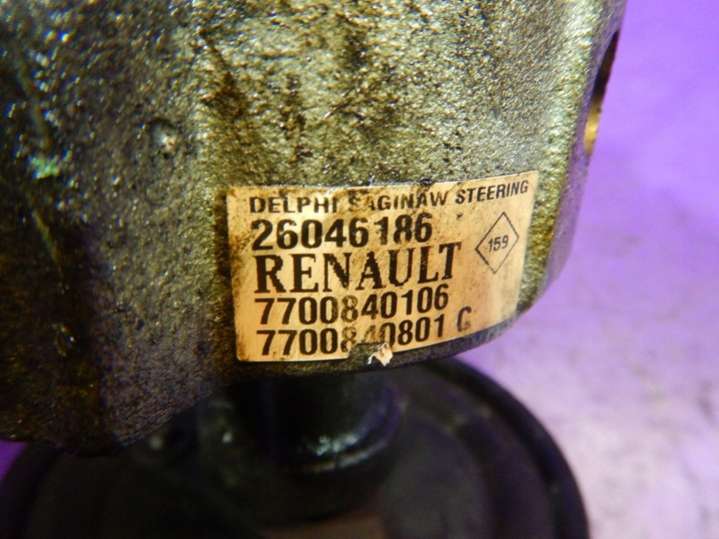 DELPHI SAGINAW STEERING
26046186
RENAULT
159
7700840106
7700840801 C